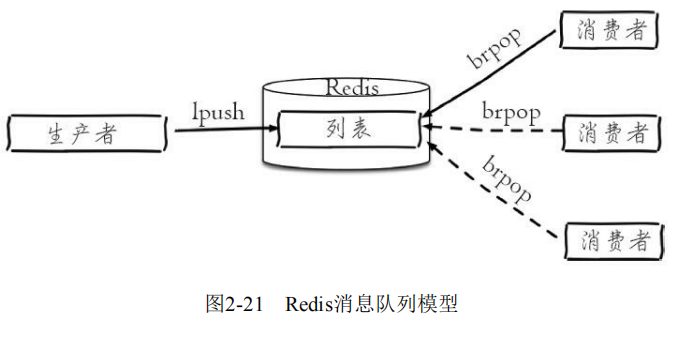 消费者
brpop
Redis
lpush
列表
生产者
brpop
消费者
brpop
消费者
图2-21 Redis消息队列模型